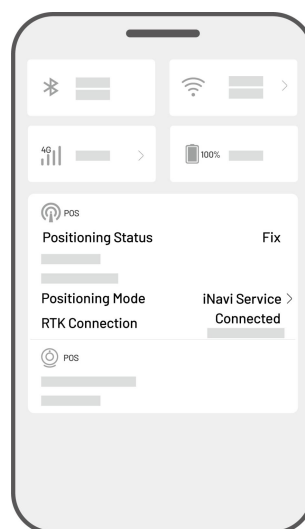 4G
100%
POS
Positioning Status Fix
Positioning Mode iNavi Service >
RTK Connection Connected
POS